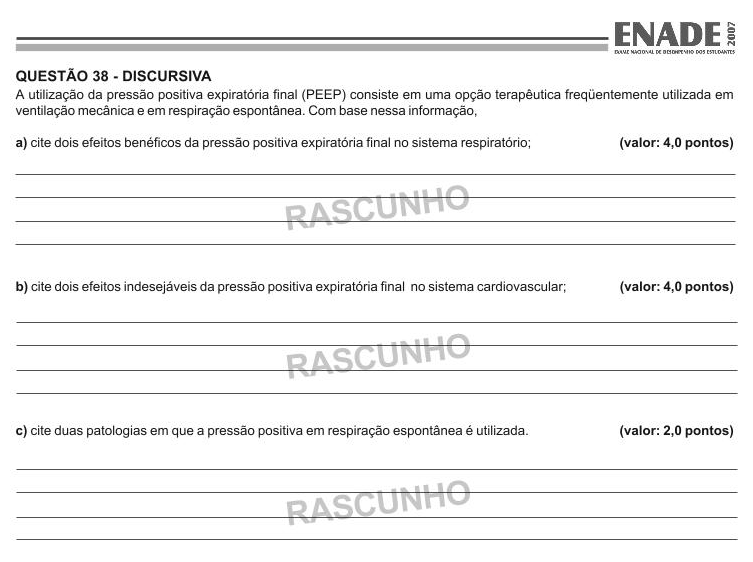 ENADE 2007
EXAME NACIONAL DE DESEMPENHO DOS ESTUDANTES
QUESTÃO 38 - DISCURSIVA
A utilização da pressão positiva expiratória final (PEEP) consiste em uma opção terapêutica freqüentemente utilizada em
ventilação mecânica e em respiração espontânea. Com base nessa informação,
a) cite dois efeitos benéficos da pressão positiva expiratória final no sistema respiratório; (valor: 4,0 pontos)
RASCUNHO
b) cite dois efeitos indesejáveis da pressão positiva expiratória final no sistema cardiovascular; (valor: 4,0 pontos)
RASCUNHO
c) cite duas patologias em que a pressão positiva em respiração espontânea é utilizada. (valor: 2,0 pontos)
RASCUNHO